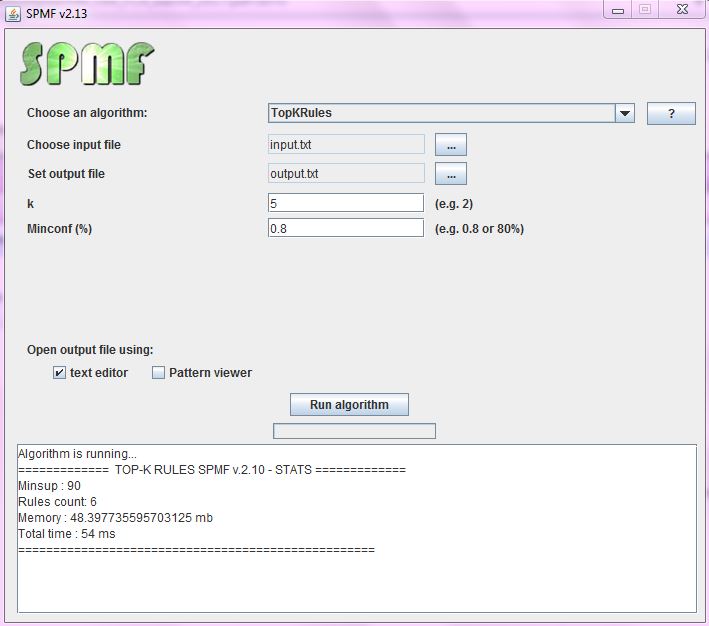 SPMF v2.13
SPMF
Choose an algorithm: TopKRules ?
Choose input file input.txt ...
Set output file output.txt ...
k 5 (e.g. 2)
Minconf (%) 0.8 (e.g. 0.8 or 80%)
Open output file using:
text editor Pattern viewer
Run algorithm
Algorithm is running...
============= TOP-K RULES SPMF v.2.10 - STATS =============
Minsup : 90
Rules count: 6
Memory : 48.397735595703125 mb
Total time : 54 ms
===================================================